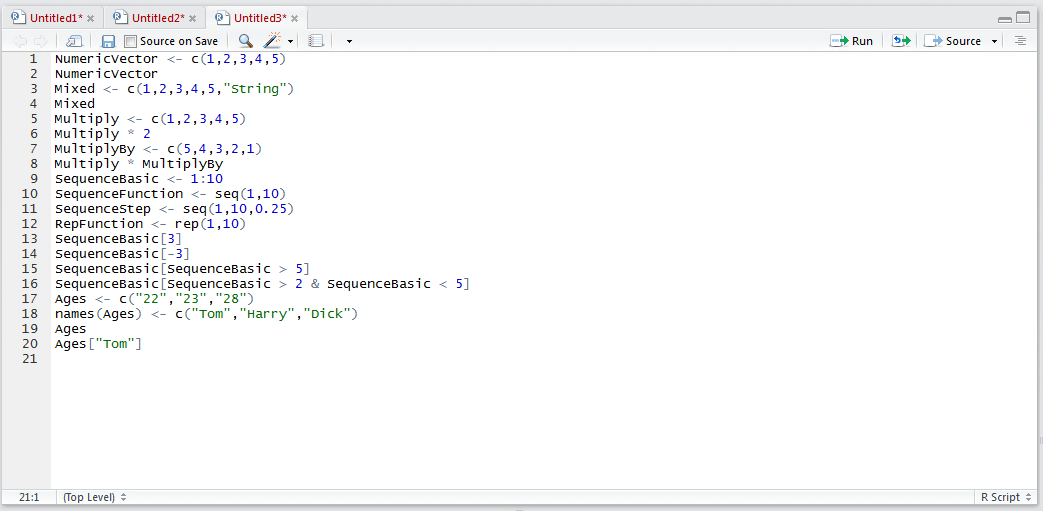 Untitled1* Untitled2* Untitled3*
Source on Save Run Source
1 NumericVector <- c(1,2,3,4,5)
2 NumericVector
3 Mixed <- c(1,2,3,4,5,"String")
4 Mixed
5 Multiply <- c(1,2,3,4,5)
6 Multiply * 2
7 MultiplyBy <- c(5,4,3,2,1)
8 Multiply * MultiplyBy
9 SequenceBasic <- 1:10
10 SequenceFunction <- seq(1,10)
11 SequenceStep <- seq(1,10,0.25)
12 RepFunction <- rep(1,10)
13 SequenceBasic[3]
14 SequenceBasic[-3]
15 SequenceBasic[SequenceBasic > 5]
16 SequenceBasic[SequenceBasic > 2 & SequenceBasic < 5]
17 Ages <- c("22","23","28")
18 names(Ages) <- c("Tom","Harry","Dick")
19 Ages
20 Ages["Tom"]
21
21:1 (Top Level) R Script